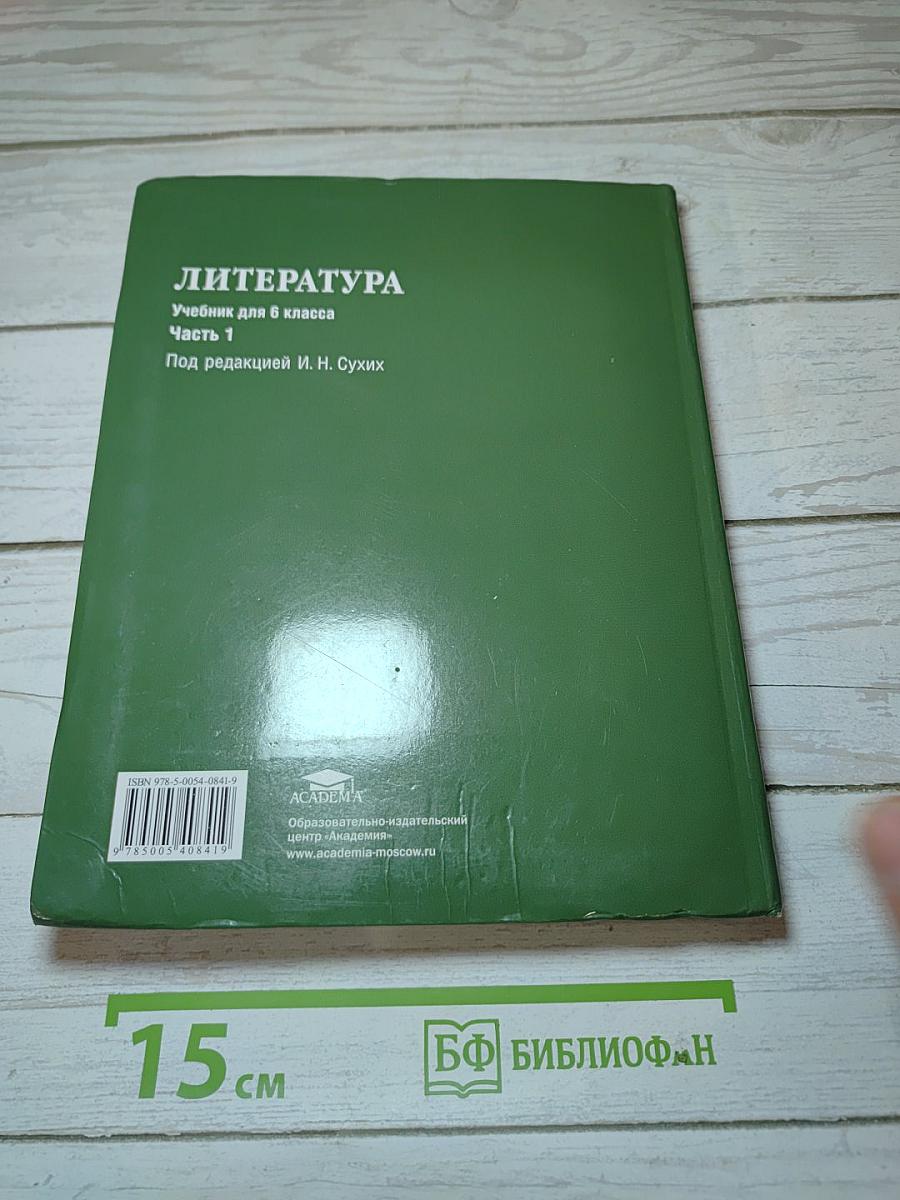 ЛИТЕРАТУРА
Учебник для 6 класса
Часть 1
Под редакцией И. Н. Сухих
ISBN 978-5-0054-0841-9
9 785005 408419
ACADEMA
Образовательно-издательский
центр «Академия»
www.academia-moscow.ru
15 см
БФ БИБЛИОФАН